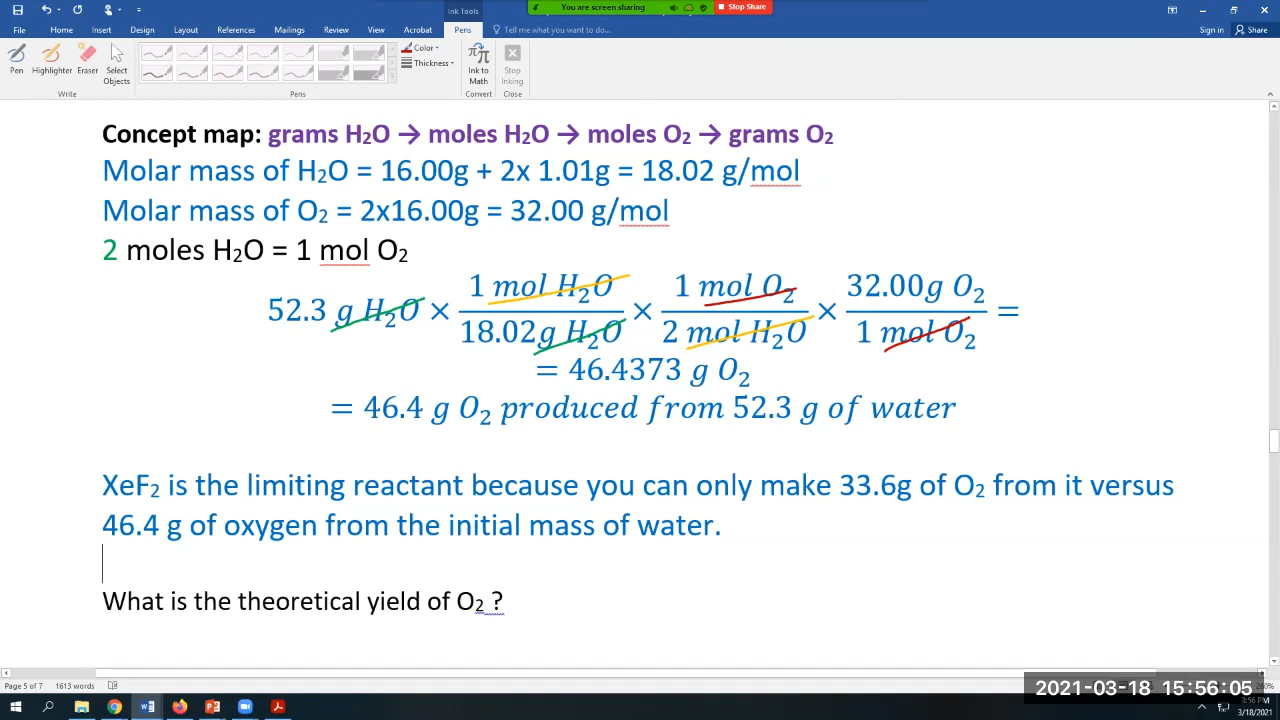 Ink Tools
You are screen sharing Stop Share
File Home Insert Design Layout References Mailings Review View Acrobat Pens Tell me what you want to do... Sign in Share
Pen Highlighter Eraser Select Objects Color Thickness Ink to Math Stop Inking
Write Pens Convert Close
Concept map: grams H₂O → moles H₂O → moles O₂ → grams O₂
Molar mass of H₂O = 16.00g + 2x 1.01g = 18.02 g/mol
Molar mass of O₂ = 2x16.00g = 32.00 g/mol
2 moles H₂O = 1 mol O₂
52.3 g H₂O × 1 mol H₂O / 18.02g H₂O × 1 mol O₂ / 2 mol H₂O × 32.00g O₂ / 1 mol O₂ =
= 46.4373 g O₂
= 46.4 g O₂ produced from 52.3 g of water
XeF₂ is the limiting reactant because you can only make 33.6g of O₂ from it versus
46.4 g of oxygen from the initial mass of water.
What is the theoretical yield of O₂ ?
Page 5 of 7 1613 words
2021-03-18 15:56:05
3:56 PM
3/18/2021